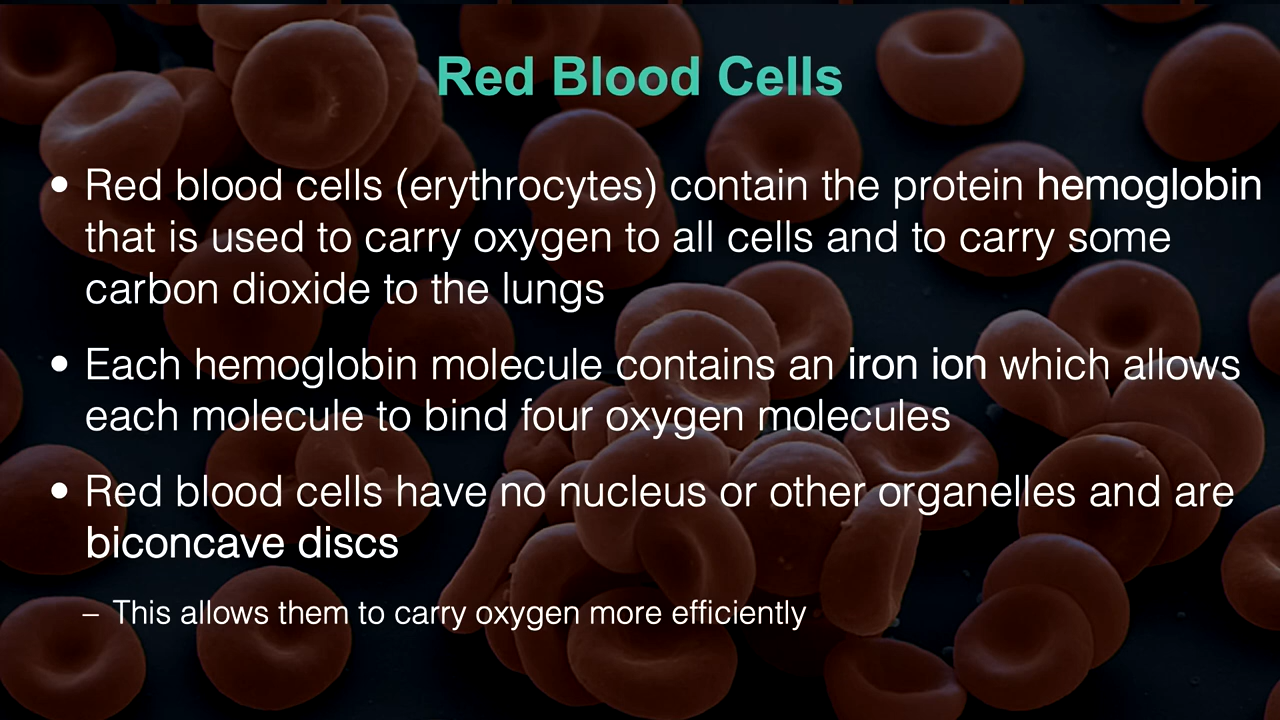 Red Blood Cells
• Red blood cells (erythrocytes) contain the protein hemoglobin
that is used to carry oxygen to all cells and to carry some
carbon dioxide to the lungs
• Each hemoglobin molecule contains an iron ion which allows
each molecule to bind four oxygen molecules
• Red blood cells have no nucleus or other organelles and are
biconcave discs
– This allows them to carry oxygen more efficiently